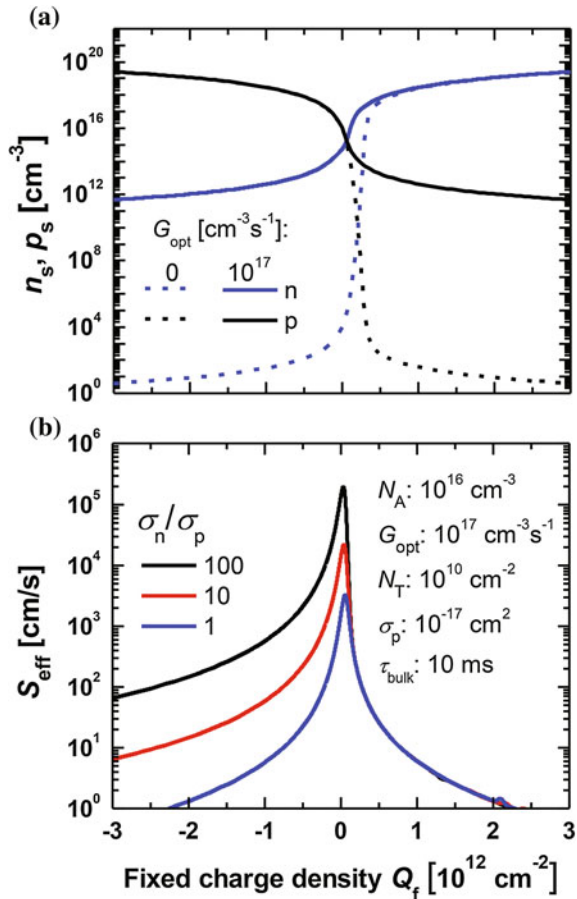 (a)
10^20
10^16
10^12
10^8
10^4
10^0
n_s, p_s [cm^-3]
G_opt [cm^-3s^-1]:
0 10^17
n
p
(b)
10^6
10^5
10^4
10^3
10^2
10^1
10^0
S_eff [cm/s]
σ_n/σ_p
100
10
1
N_A: 10^16 cm^-3
G_opt: 10^17 cm^-3s^-1
N_T: 10^10 cm^-2
σ_p: 10^-17 cm^2
τ_bulk: 10 ms
-3 -2 -1 0 1 2 3
Fixed charge density Q_f [10^12 cm^-2]